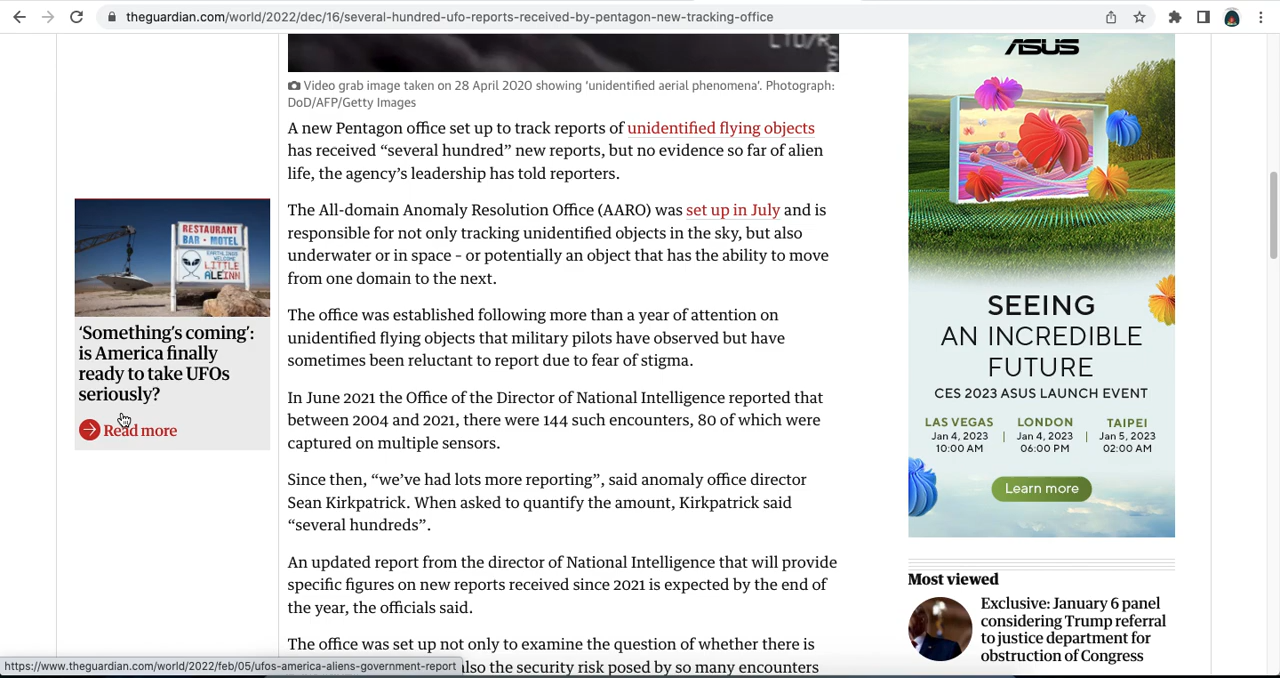 theguardian.com/world/2022/dec/16/several-hundred-ufo-reports-received-by-pentagon-new-tracking-office
Video grab image taken on 28 April 2020 showing ‘unidentified aerial phenomena’. Photograph:
DoD/AFP/Getty Images
A new Pentagon office set up to track reports of unidentified flying objects
has received “several hundred” new reports, but no evidence so far of alien
life, the agency’s leadership has told reporters.
The All-domain Anomaly Resolution Office (AARO) was set up in July and is
responsible for not only tracking unidentified objects in the sky, but also
underwater or in space – or potentially an object that has the ability to move
from one domain to the next.
The office was established following more than a year of attention on
unidentified flying objects that military pilots have observed but have
sometimes been reluctant to report due to fear of stigma.
In June 2021 the Office of the Director of National Intelligence reported that
between 2004 and 2021, there were 144 such encounters, 80 of which were
captured on multiple sensors.
Since then, “we’ve had lots more reporting”, said anomaly office director
Sean Kirkpatrick. When asked to quantify the amount, Kirkpatrick said
“several hundreds”.
An updated report from the director of National Intelligence that will provide
specific figures on new reports received since 2021 is expected by the end of
the year, the officials said.
The office was set up not only to examine the question of whether there is
also the security risk posed by so many encounters
RESTAURANT
BAR - MOTEL
EARTHLINGS
WELCOME
LITTLE
ALEINN
‘Something’s coming’:
is America finally
ready to take UFOs
seriously?
Read more
ASUS
SEEING
AN INCREDIBLE
FUTURE
CES 2023 ASUS LAUNCH EVENT
LAS VEGAS LONDON TAIPEI
Jan 4, 2023 | Jan 4, 2023 | Jan 5, 2023
10:00 AM 06:00 PM 02:00 AM
Learn more
Most viewed
Exclusive: January 6 panel
considering Trump referral
to justice department for
obstruction of Congress
https://www.theguardian.com/world/2022/feb/05/ufos-america-aliens-government-report